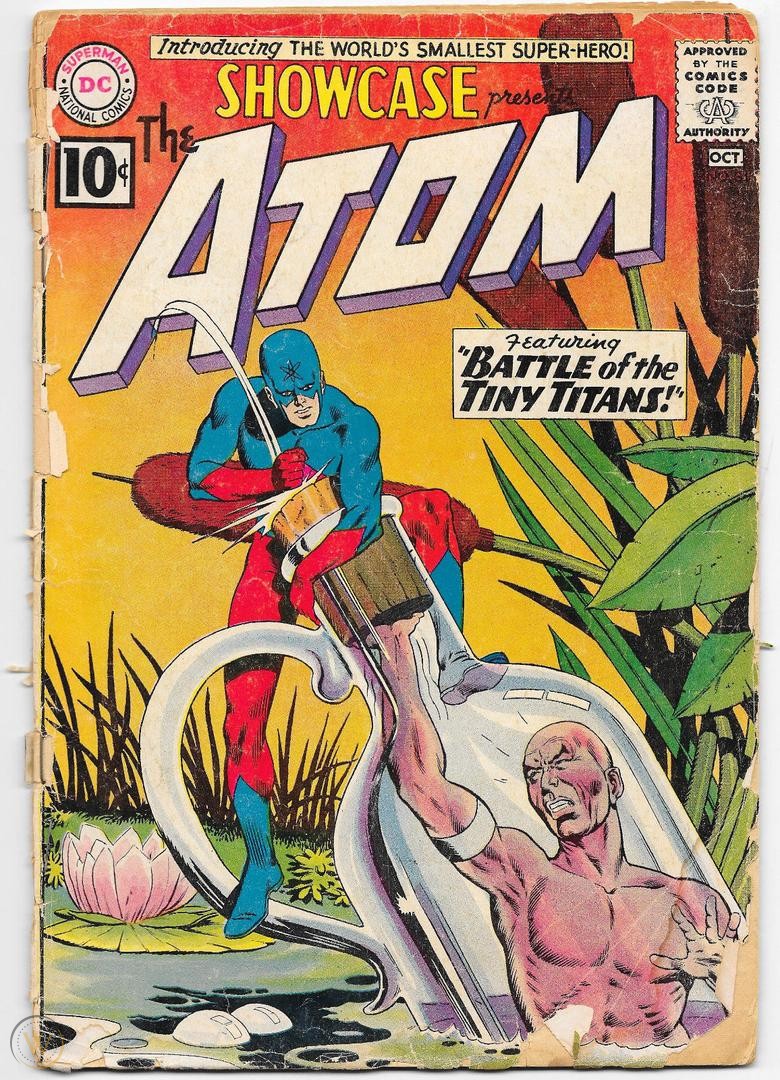 Introducing THE WORLD'S SMALLEST SUPER-HERO!
SUPERMAN
DC
NATIONAL COMICS
SHOWCASE presents
The
ATOM
10¢
APPROVED
BY THE
COMICS
CODE
CA
AUTHORITY
OCT.
Featuring
"BATTLE of the
TINY TITANS!"